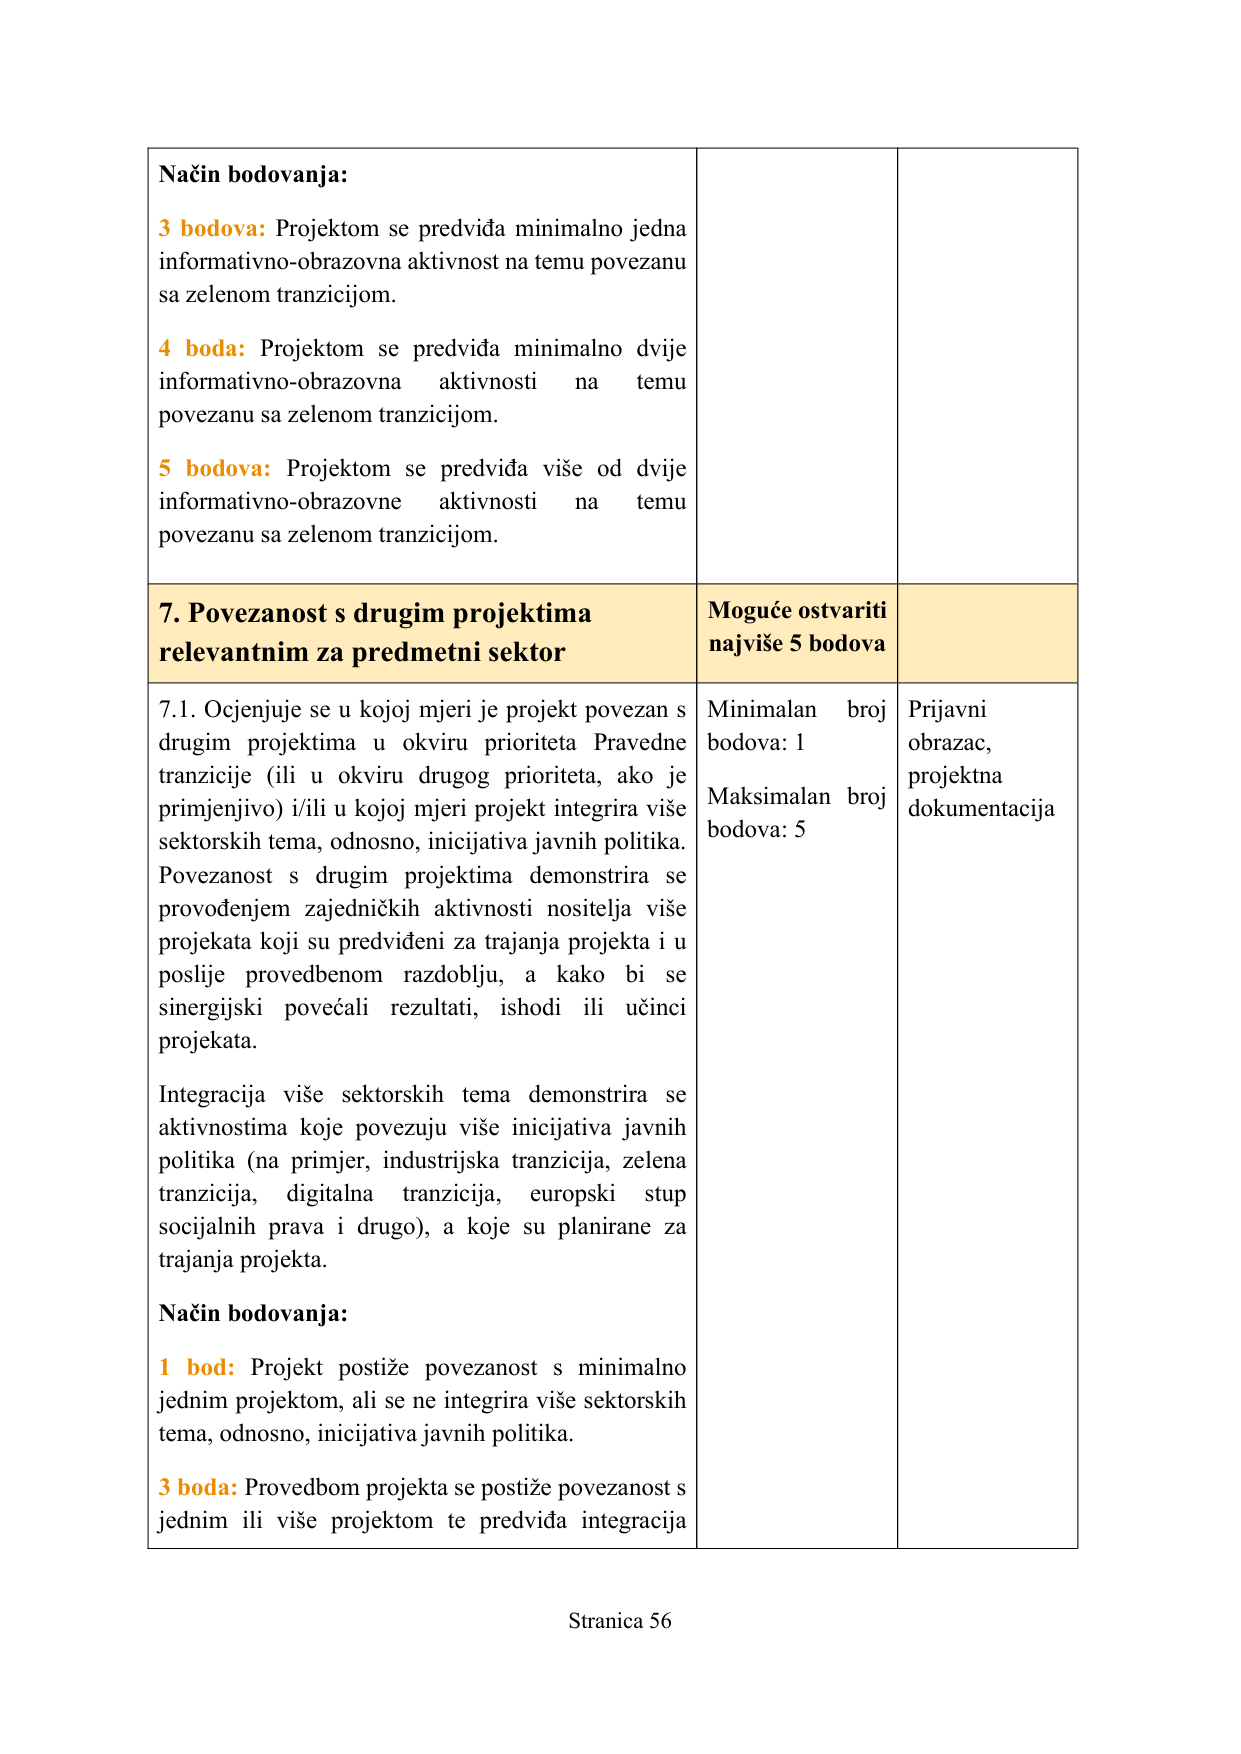 Način bodovanja:
3 bodova: Projektom se predviđa minimalno jedna
informativno-obrazovna aktivnost na temu povezanu
sa zelenom tranzicijom.
4 boda: Projektom se predviđa minimalno dvije
informativno-obrazovna aktivnosti na temu
povezanu sa zelenom tranzicijom.
5 bodova: Projektom se predviđa više od dvije
informativno-obrazovne aktivnosti na temu
povezanu sa zelenom tranzicijom.
7. Povezanost s drugim projektima
relevantnim za predmetni sektor
Moguće ostvariti
najviše 5 bodova
7.1. Ocjenjuje se u kojoj mjeri je projekt povezan s
drugim projektima u okviru prioriteta Pravedne
tranzicije (ili u okviru drugog prioriteta, ako je
primjenjivo) i/ili u kojoj mjeri projekt integrira više
sektorskih tema, odnosno, inicijativa javnih politika.
Povezanost s drugim projektima demonstrira se
provođenjem zajedničkih aktivnosti nositelja više
projekata koji su predviđeni za trajanja projekta i u
poslije provedbenom razdoblju, a kako bi se
sinergijski povećali rezultati, ishodi ili učinci
projekata.
Integracija više sektorskih tema demonstrira se
aktivnostima koje povezuju više inicijativa javnih
politika (na primjer, industrijska tranzicija, zelena
tranzicija, digitalna tranzicija, europski stup
socijalnih prava i drugo), a koje su planirane za
trajanja projekta.
Način bodovanja:
1 bod: Projekt postiže povezanost s minimalno
jednim projektom, ali se ne integrira više sektorskih
tema, odnosno, inicijativa javnih politika.
3 boda: Provedbom projekta se postiže povezanost s
jednim ili više projektom te predviđa integracija
Minimalan broj
bodova: 1
Maksimalan broj
bodova: 5
Prijavni
obrazac,
projektna
dokumentacija
Stranica 56